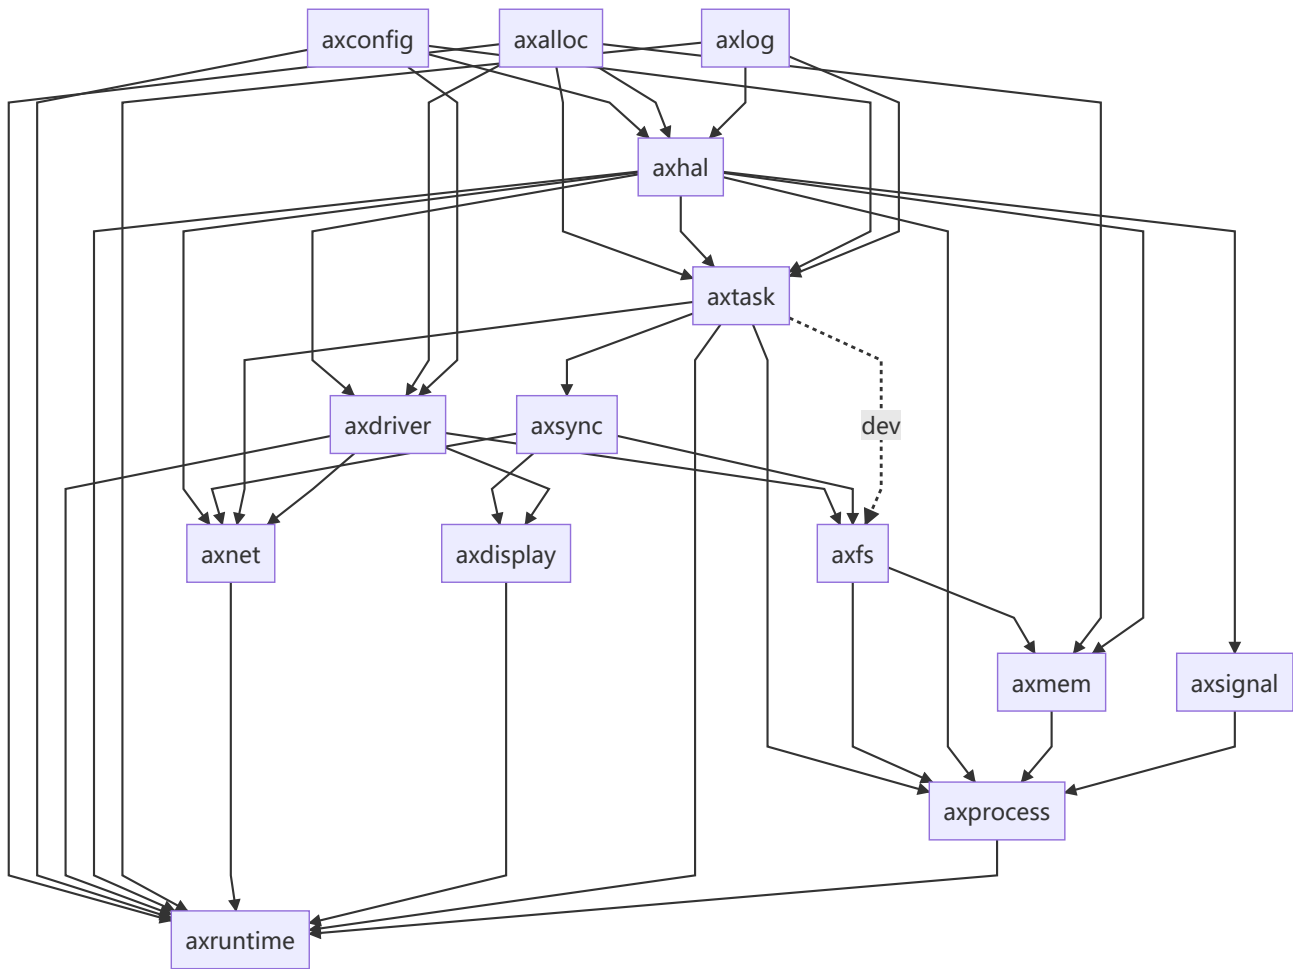 axconfig
axalloc
axlog
axhal
axtask
axdriver
axsync
dev
axnet
axdisplay
axfs
axmem
axsignal
axprocess
axruntime